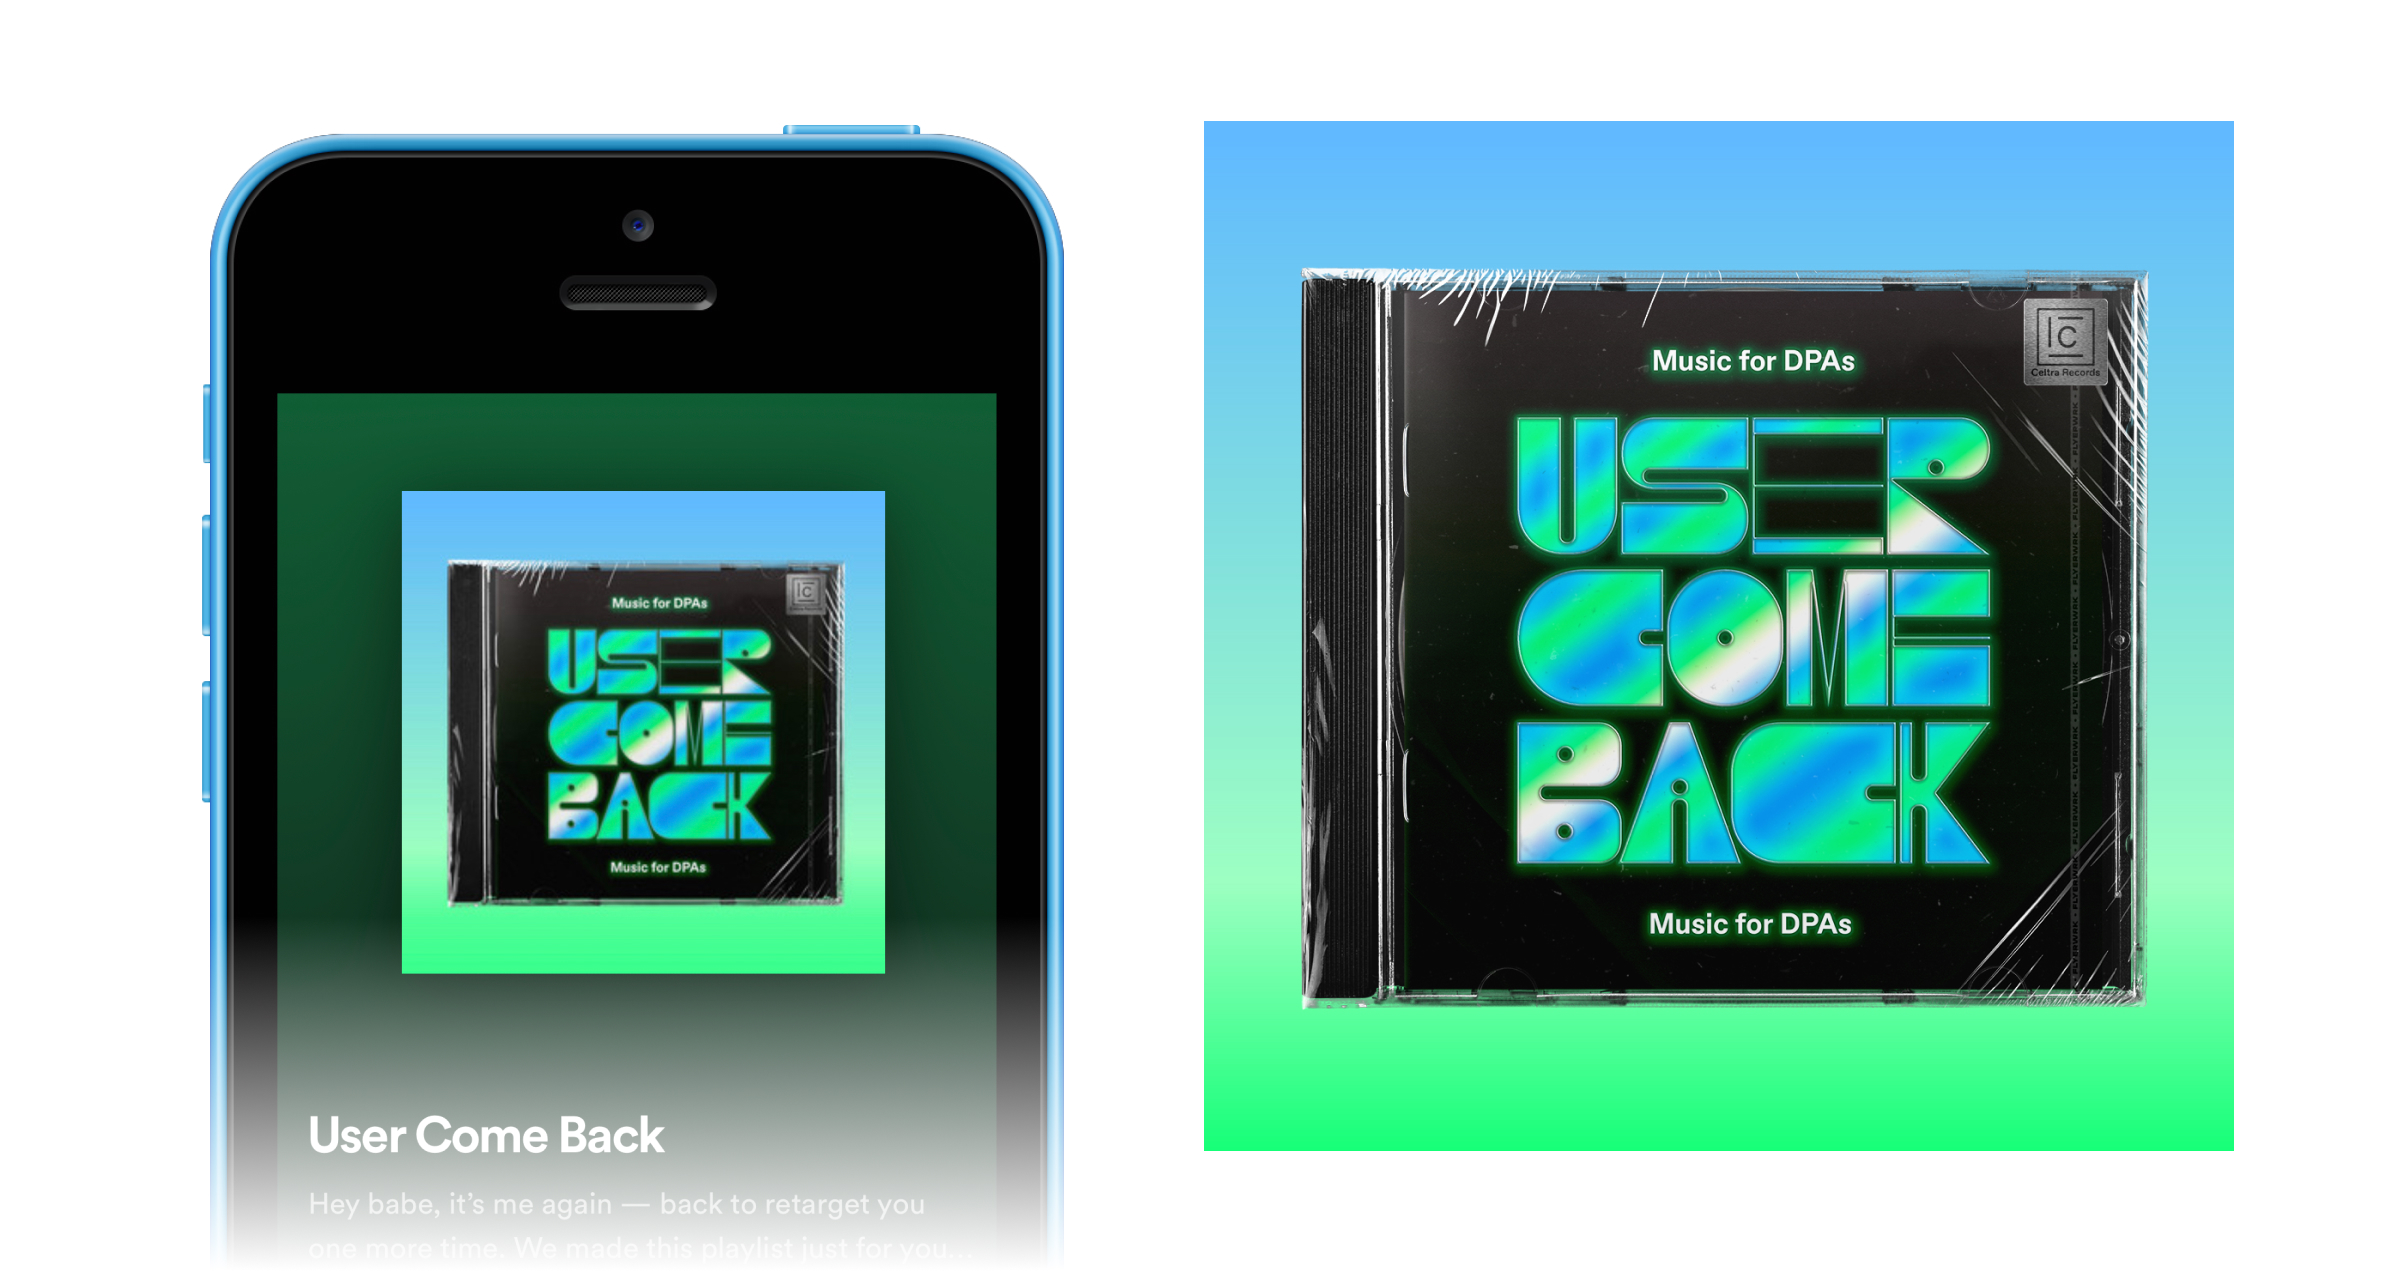 Music for DPAs
USER
COME
BACK
Music for DPAs
User Come Back
Hey babe, it's me again — back to retarget you
one more time. We made this playlist just for you...
Music for DPAs
IC
Celtra Records
USER
COME
BACK
Music for DPAs